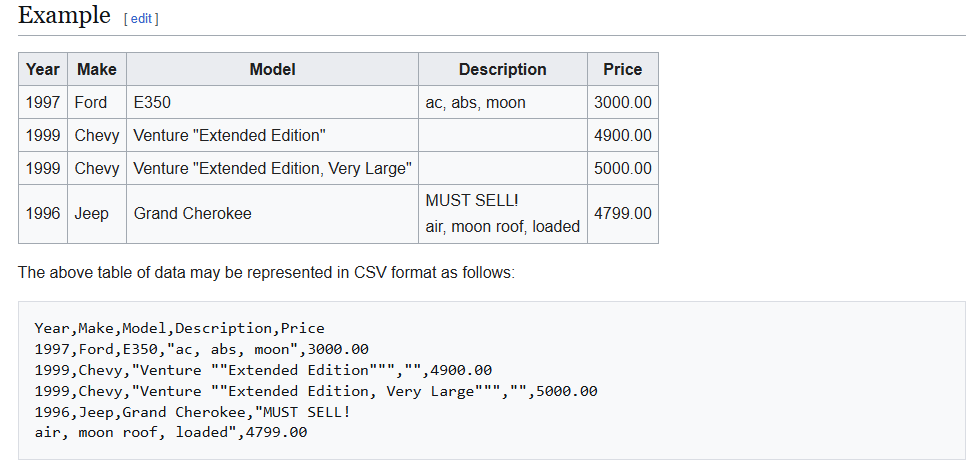 Example [ edit ]
Year Make Model Description Price
1997 Ford E350 ac, abs, moon 3000.00
1999 Chevy Venture "Extended Edition" 4900.00
1999 Chevy Venture "Extended Edition, Very Large" 5000.00
1996 Jeep Grand Cherokee MUST SELL!
air, moon roof, loaded 4799.00
The above table of data may be represented in CSV format as follows:
Year,Make,Model,Description,Price
1997,Ford,E350,"ac, abs, moon",3000.00
1999,Chevy,"Venture ""Extended Edition""","",4900.00
1999,Chevy,"Venture ""Extended Edition, Very Large""","",5000.00
1996,Jeep,Grand Cherokee,"MUST SELL!
air, moon roof, loaded",4799.00